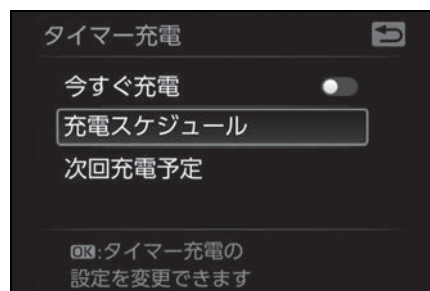 タイマー充電
今すぐ充電
充電スケジュール
次回充電予定
OK:タイマー充電の
設定を変更できます